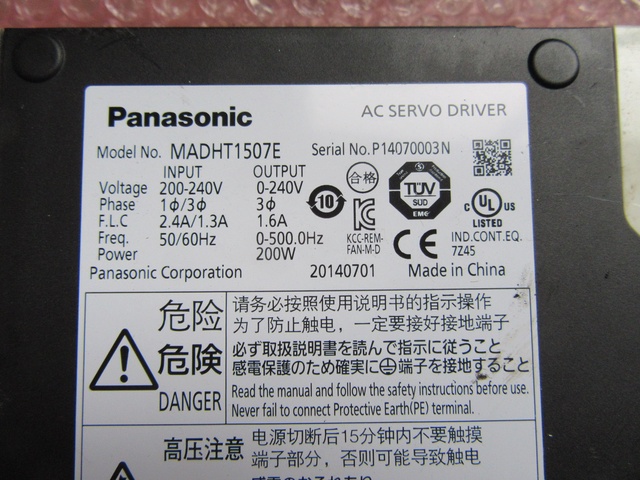 Panasonic
AC SERVO DRIVER
Model No. MADHT1507E Serial No.P14070003N
INPUT OUTPUT
Voltage 200-240V 0-240V
Phase 1ϕ/3ϕ 3ϕ
F.L.C 2.4A/1.3A 1.6A
Freq. 50/60Hz 0-500.0Hz
Power 200W
合格
10
TÜV
SUD
EMC
KCC-REM-
FAN-M-D
CE
c UL US
LISTED
IND.CONT.EQ.
7Z45
Panasonic Corporation 20140701 Made in China
危险
请务必按照使用说明书的指示操作
为了防止触电，一定要接好接地端子
危険
必ず取扱説明書を読んで指示に従うこと
感電保護のため確実に端子を接地すること
DANGER
Read the manual and follow the safety instructions before use.
Never fail to connect Protective Earth(PE) terminal.
高压注意
电源切断后15分钟内不要触摸
端子部分，否则可能导致触电